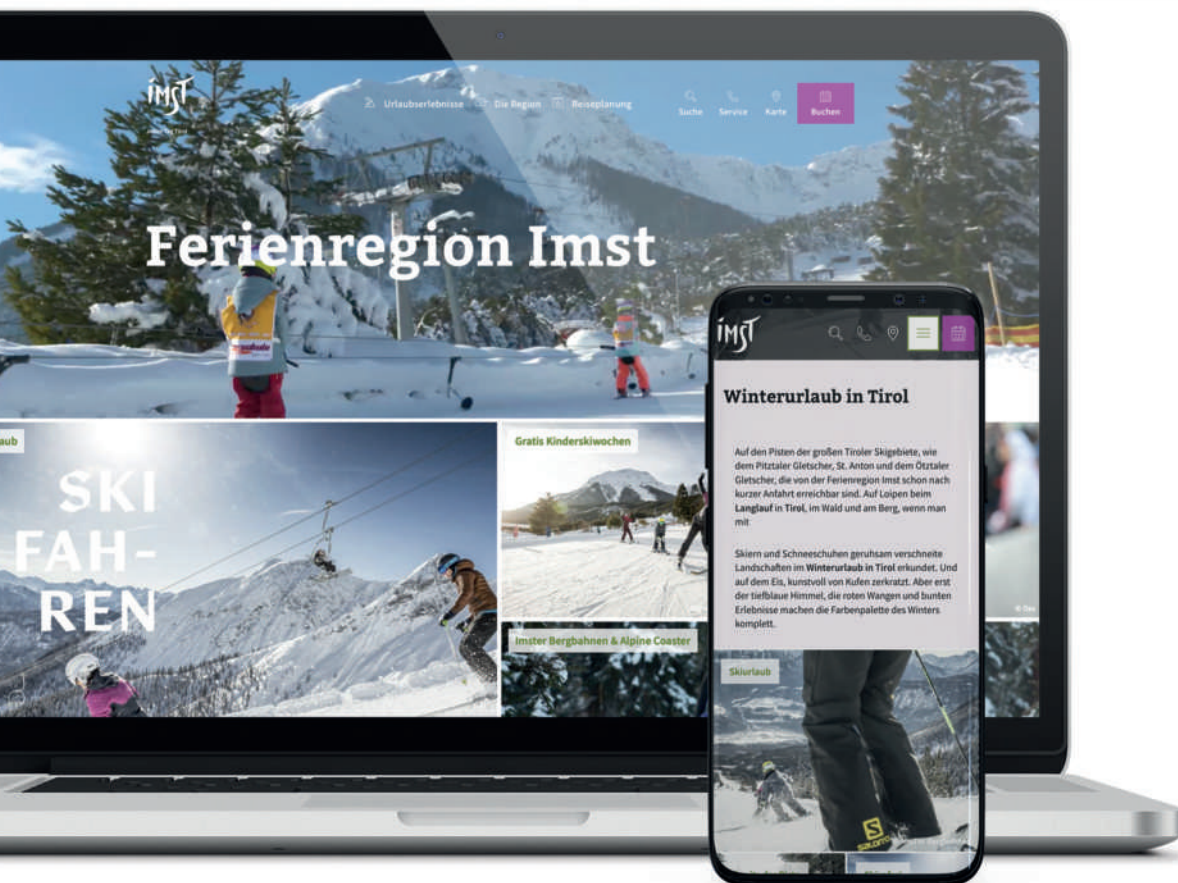 imst
Urlaubserlebnisse
Die Region
Reiseplanung
Suche
Service
Karte
Buchen
Ferienregion Imst
aub
SKI
FAH-
REN
Gratis Kinderskiwochen
Imster Bergbahnen & Alpine Coaster
imst
Winterurlaub in Tirol
Auf den Pisten der großen Tiroler Skigebiete, wie
dem Pitztaler Gletscher, St. Anton und dem Ötztaler
Gletscher, die von der Ferienregion Imst schon nach
kurzer Anfahrt erreichbar sind. Auf Loipen beim
Langlauf in Tirol, im Wald und am Berg, wenn man
mit
Skiern und Schneeschuhen geruhsam verschneite
Landschaften im Winterurlaub in Tirol erkundet. Und
auf dem Eis, kunstvoll von Kufen zerkratzt. Aber erst
der tiefblaue Himmel, die roten Wangen und bunten
Erlebnisse machen die Farbenpalette des Winters
komplett.
Skiurlaub
S